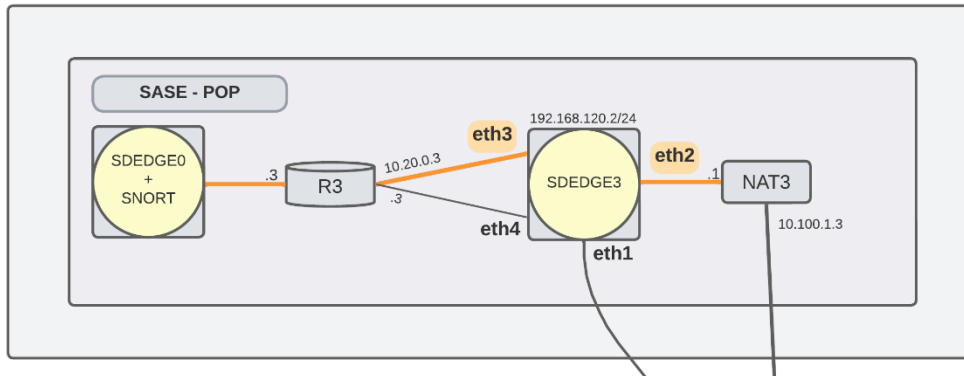 SASE - POP
192.168.120.2/24
SDEDGE0
+
SNORT
.3
R3
10.20.0.3
.3
eth3
eth4
SDEDGE3
eth2
.1
NAT3
10.100.1.3
eth1